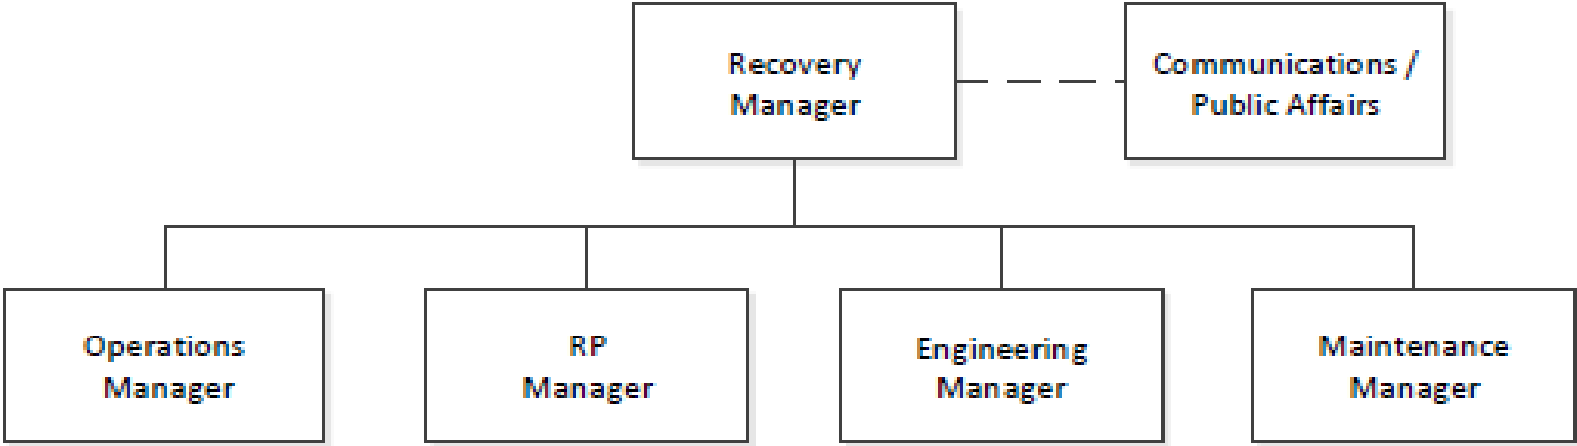 Recovery
Manager
Communications /
Public Affairs
Operations
Manager
RP
Manager
Engineering
Manager
Maintenance
Manager